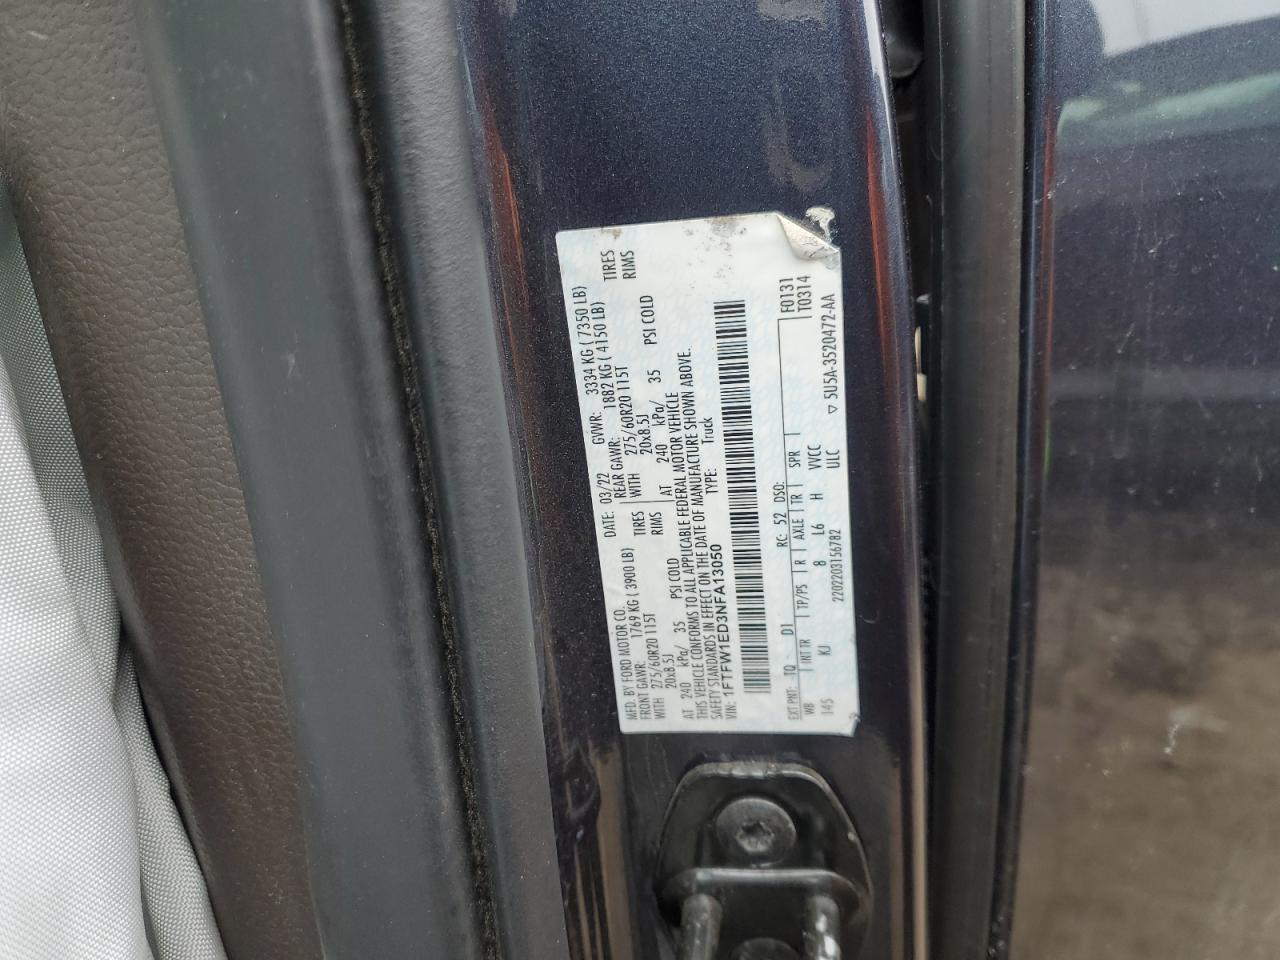 MFD. BY FORD MOTOR CO.
DATE: 03/22 GVWR: 3334 KG ( 7350 LB)
FRONT GAWR: 1769 KG ( 3900 LB)
REAR GAWR: 1882 KG ( 4150 LB)
WITH 275/60R20 115T TIRES
WITH 275/60R20 115T TIRES
20x8.5J RIMS
20x8.5J RIMS
AT 240 kPa/ 35 PSI COLD
AT 240 kPa/ 35 PSI COLD
THIS VEHICLE CONFORMS TO ALL APPLICABLE FEDERAL MOTOR VEHICLE
SAFETY STANDARDS IN EFFECT ON THE DATE OF MANUFACTURE SHOWN ABOVE.
VIN: 1FTFW1ED3NFA13050
TYPE: Truck
F0131
T0314
EXT PNT: TQ D1 RC: 52 DSO:
WB INT TR TP/PS R AXLE TR SPR
145 KJ 8 L6 H VVCC
2202203156782 ULC
▽ 5U5A-3520472-AA